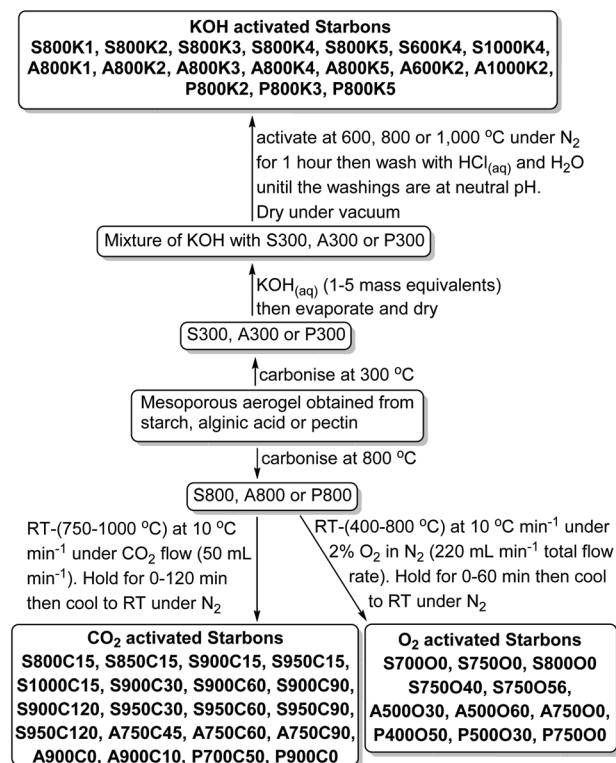 KOH activated Starbons
S800K1, S800K2, S800K3, S800K4, S800K5, S600K4, S1000K4,
A800K1, A800K2, A800K3, A800K4, A800K5, A600K2, A1000K2,
P800K2, P800K3, P800K5
activate at 600, 800 or 1,000 ºC under N₂
for 1 hour then wash with HCl₍aq₎ and H₂O
unitil the washings are at neutral pH.
Dry under vacuum
Mixture of KOH with S300, A300 or P300
KOH₍aq₎ (1-5 mass equivalents)
then evaporate and dry
S300, A300 or P300
carbonise at 300 ºC
Mesoporous aerogel obtained from
starch, alginic acid or pectin
carbonise at 800 ºC
S800, A800 or P800
RT-(750-1000 ºC) at 10 ºC
min⁻¹ under CO₂ flow (50 mL
min⁻¹). Hold for 0-120 min
then cool to RT under N₂
RT-(400-800 ºC) at 10 ºC min⁻¹ under
2% O₂ in N₂ (220 mL min⁻¹ total flow
rate). Hold for 0-60 min then cool
to RT under N₂
CO₂ activated Starbons
S800C15, S850C15, S900C15, S950C15,
S1000C15, S900C30, S900C60, S900C90,
S900C120, S950C30, S950C60, S950C90,
S950C120, A750C45, A750C60, A750C90,
A900C0, A900C10, P700C50, P900C0
O₂ activated Starbons
S700O0, S750O0, S800O0
S750O40, S750O56,
A500O30, A500O60, A750O0,
P400O50, P500O30, P750O0